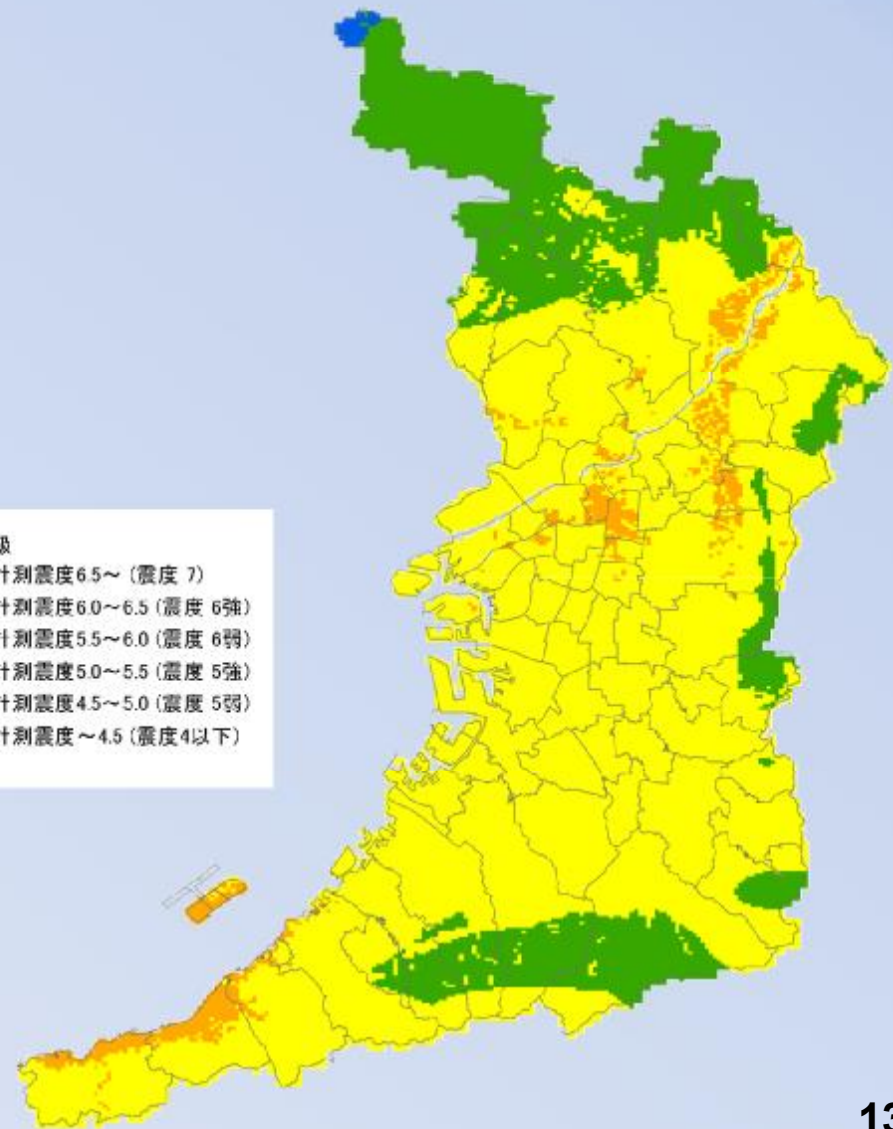 級
計測震度6.5～ (震度 7)
計測震度6.0～6.5 (震度 6強)
計測震度5.5～6.0 (震度 6弱)
計測震度5.0～5.5 (震度 5強)
計測震度4.5～5.0 (震度 5弱)
計測震度～4.5 (震度4以下)
13